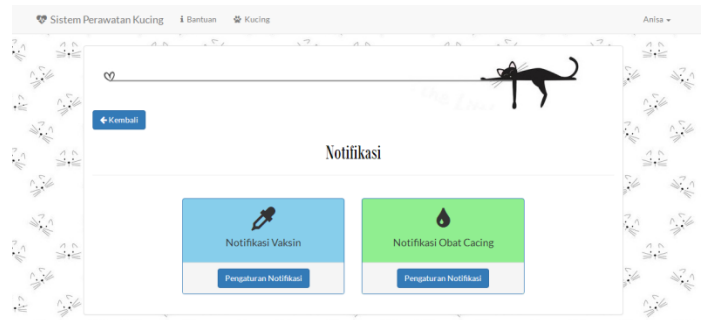 Sistem Perawatan Kucing Bantuan Kucing Anisa
Kembali
Notifikasi
Notifikasi Vaksin Notifikasi Obat Cacing
Pengaturan Notifikasi Pengaturan Notifikasi